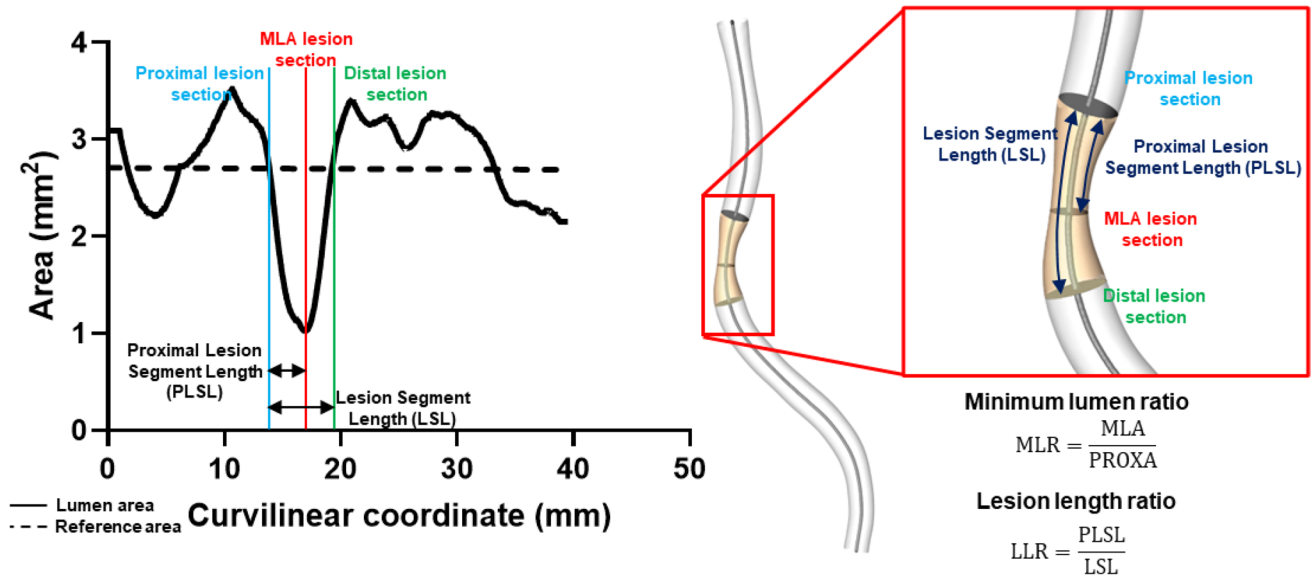 MLA lesion
section
Proximal lesion
section
Distal lesion
section
4
3
2
1
0
Area (mm²)
Proximal Lesion
Segment Length
(PLSL)
Lesion Segment
Length (LSL)
0
10
20
30
40
50
Curvilinear coordinate (mm)
Lumen area
Reference area
Proximal lesion
section
Lesion Segment
Length (LSL)
Proximal Lesion
Segment Length (PLSL)
MLA lesion
section
Distal lesion
section
Minimum lumen ratio
MLR = MLA / PROXA
Lesion length ratio
LLR = PLSL / LSL